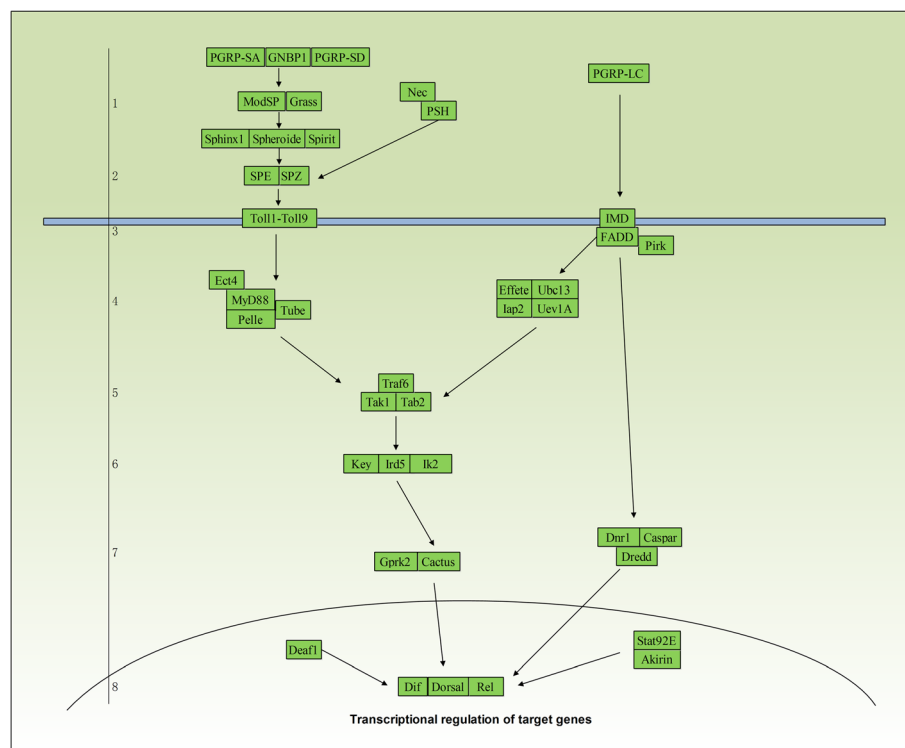 PGRP-SA GNBP1 PGRP-SD
PGRP-LC
Nec
1 ModSP Grass
PSH
Sphinx1 Spheroide Spirit
2 SPE SPZ
Toll1-Toll9 IMD
3 FADD
Pirk
Ect4
Effete Ubc13
4 MyD88
Tube Iap2 Uev1A
Pelle
Traf6
5 Tak1 Tab2
6 Key Ird5 Ik2
Dnr1 Caspar
7 Gprk2 Cactus Dredd
Stat92E
Deaf1
Akirin
8 Dif Dorsal Rel
Transcriptional regulation of target genes